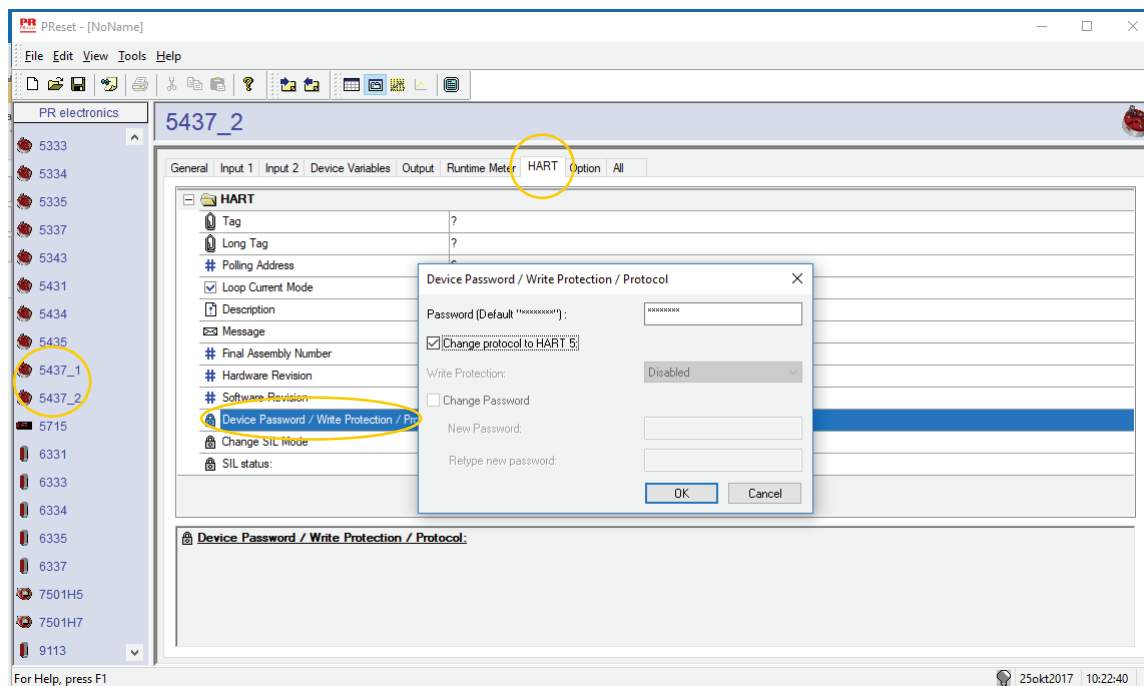 PR PReset - [NoName]
File Edit View Tools Help
PR electronics
5437_2
5333
5334
5335
5337
5343
5431
5434
5435
5437_1
5437_2
5715
6331
6333
6334
6335
6337
7501H5
7501H7
9113
General Input 1 Input 2 Device Variables Output Runtime Meter HART Option All
HART
Tag ?
Long Tag ?
Polling Address
Loop Current Mode
Description
Message
Final Assembly Number
Hardware Revision
Software Revision
Device Password / Write Protection / Pro
Change SIL Mode
SIL status:
Device Password / Write Protection / Protocol
Password (Default "********") : ********
Change protocol to HART 5:
Write Protection: Disabled
Change Password
New Password:
Retype new password:
OK Cancel
Device Password / Write Protection / Protocol:
For Help, press F1 25okt2017 10:22:40